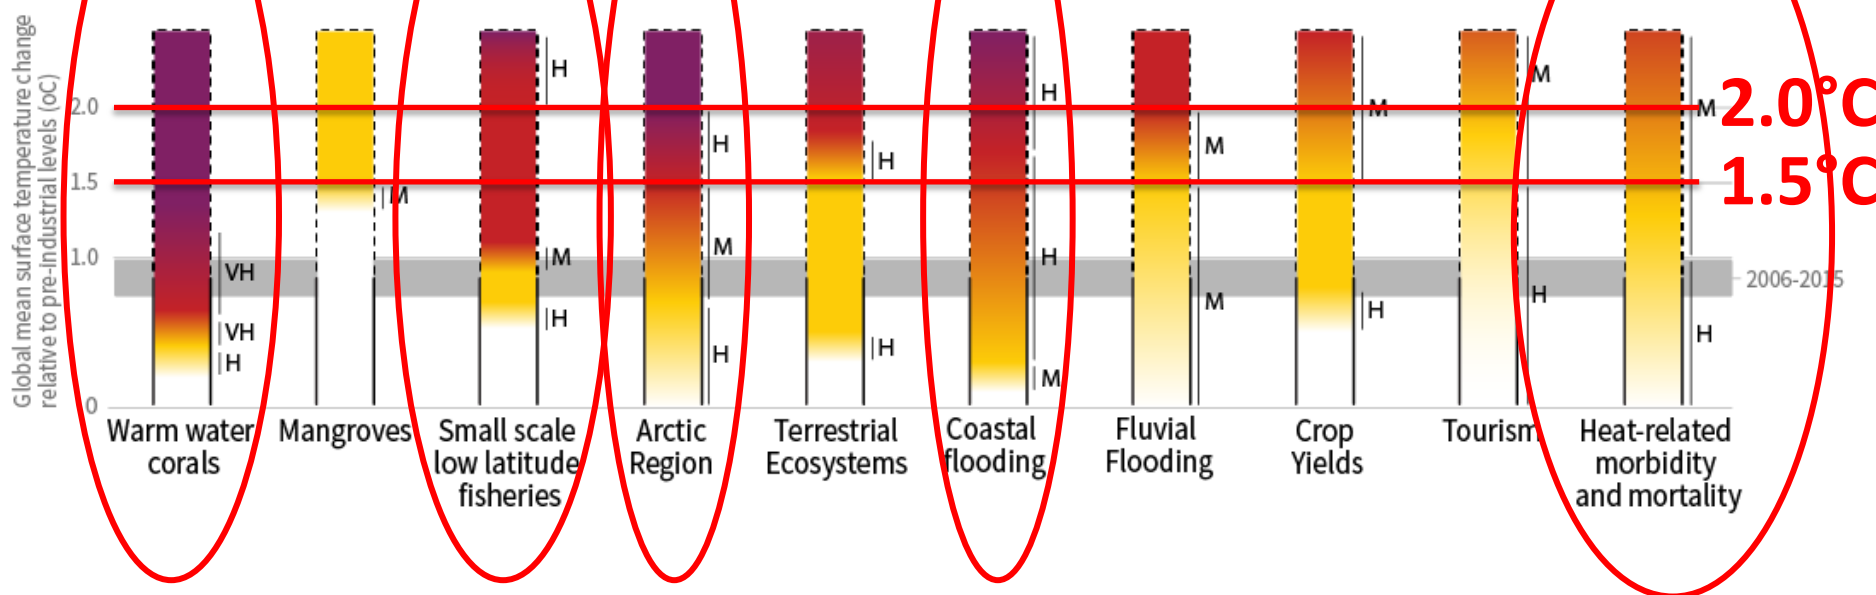 Global mean surface temperature change
relative to pre-industrial levels (oC)
2.0
1.5
1.0
0
VH
VH
H
M
H
M
H
H
M
H
H
H
H
H
M
M
M
M
H
M
H
M
H
2.0°C
1.5°C
2006-2015
Warm water
corals
Mangroves
Small scale
low latitude
fisheries
Arctic
Region
Terrestrial
Ecosystems
Coastal
flooding
Fluvial
Flooding
Crop
Yields
Tourism
Heat-related
morbidity
and mortality